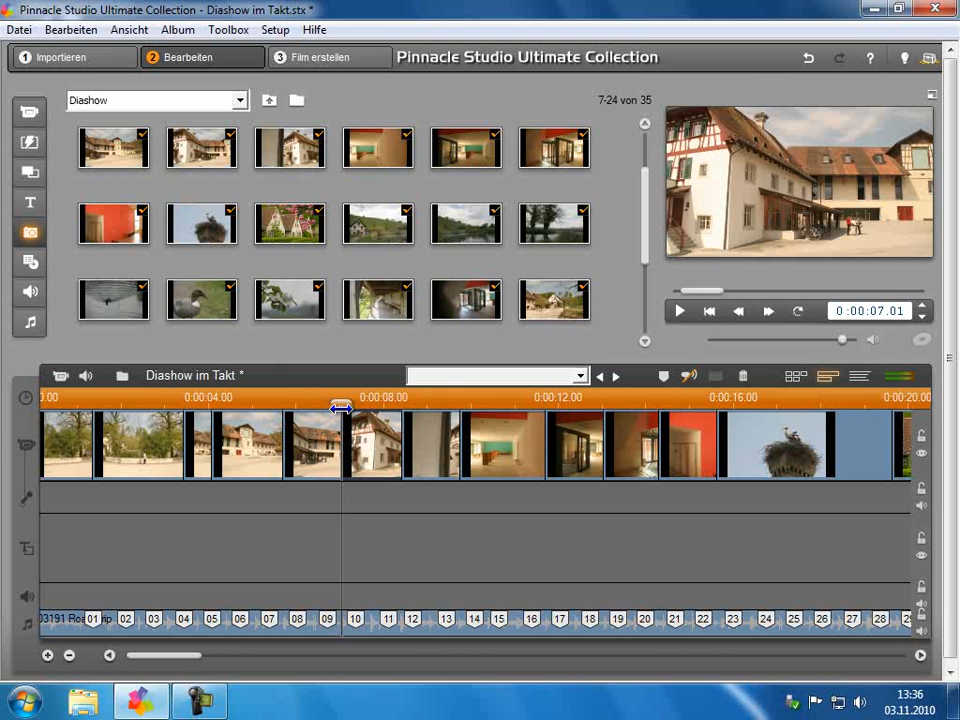 Pinnacle Studio Ultimate Collection - Diashow im Takt.stx *
Datei Bearbeiten Ansicht Album Toolbox Setup Hilfe
1 Importieren 2 Bearbeiten 3 Film erstellen Pinnacle Studio Ultimate Collection ?
Diashow 7-24 von 35
T
0:00:07.01
Diashow im Takt *
0.00 0:00:04.00 0:00:08.00 0:00:12.00 0:00:16.00 0:00:20.00
01 02 03 04 05 06 07 08 09 10 11 12 13 14 15 16 17 18 19 20 21 22 23 24 25 26 27 28
13:36
03.11.2010